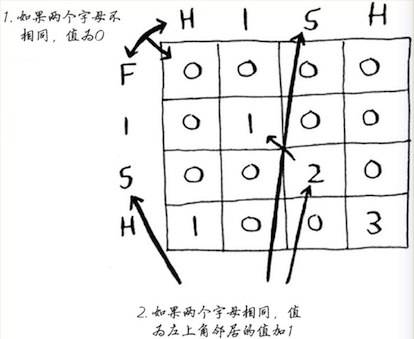 1. 如果两个字母不
相同，值为0
H I S H
F 0 0 0 0
I 0 1 0 0
S 0 0 2 0
H 1 0 0 3
2. 如果两个字母相同，值
为左上角邻居的值加1